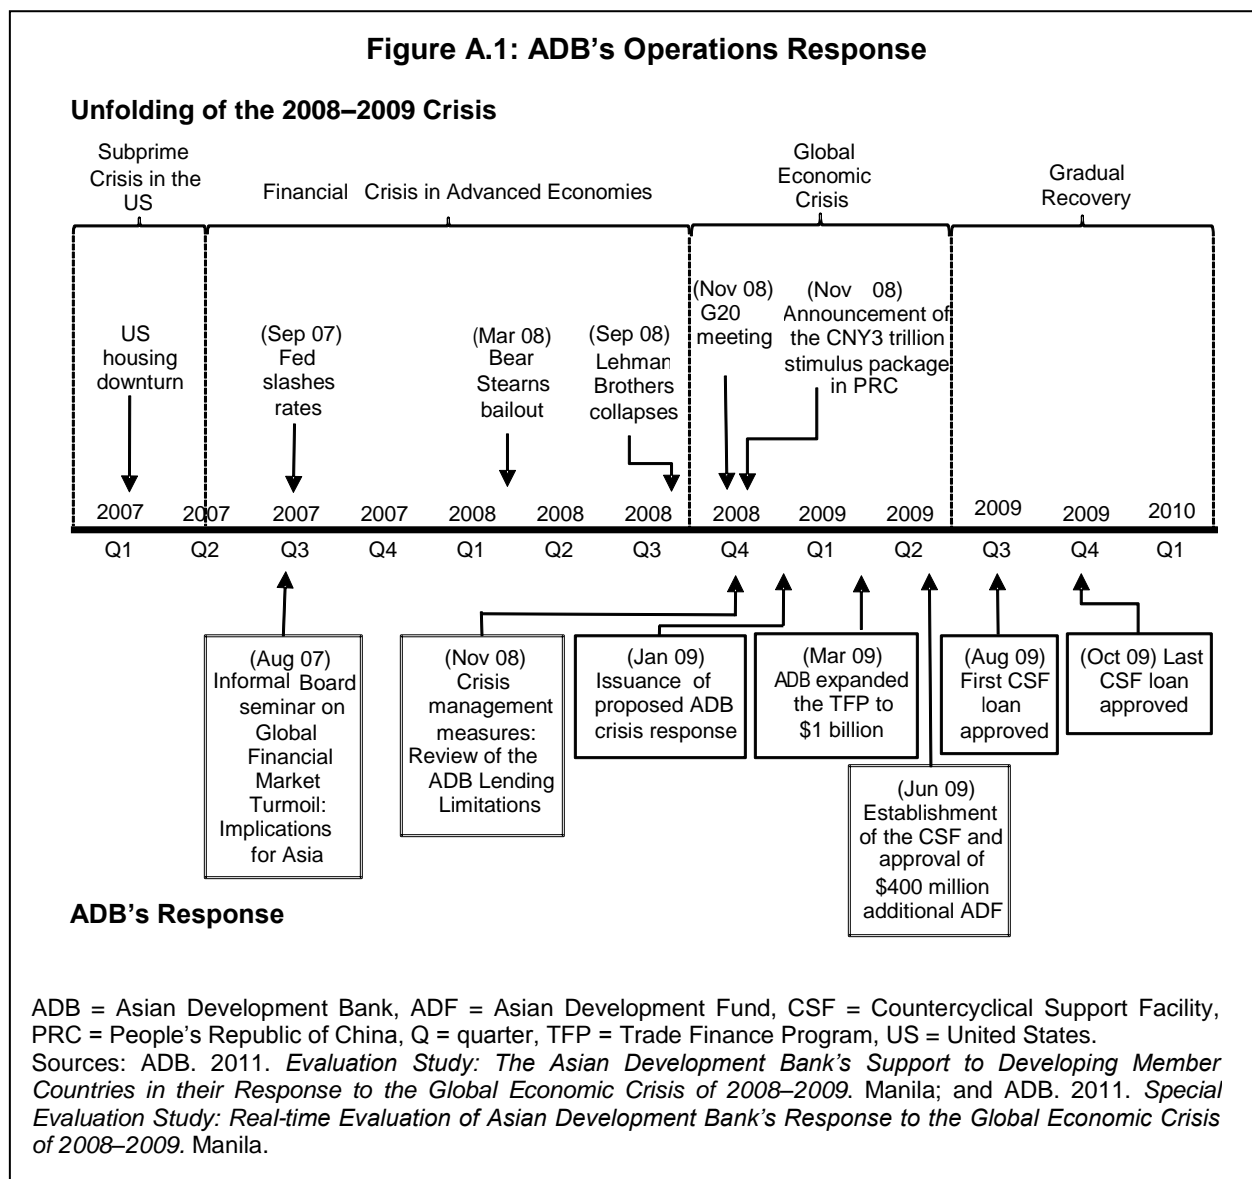 Figure A.1: ADB's Operations Response
Unfolding of the 2008–2009 Crisis
Subprime
Crisis in the
US
Financial Crisis in Advanced Economies
Global
Economic
Crisis
Gradual
Recovery
US
housing
downturn
(Sep 07)
Fed
slashes
rates
(Mar 08)
Bear
Stearns
bailout
(Sep 08)
Lehman
Brothers
collapses
(Nov 08)
G20
meeting
(Nov 08)
Announcement of
the CNY3 trillion
stimulus package
in PRC
2007 2007 2007 2007 2008 2008 2008 2008 2009 2009 2009 2009 2010
Q1 Q2 Q3 Q4 Q1 Q2 Q3 Q4 Q1 Q2 Q3 Q4 Q1
(Aug 07)
Informal Board
seminar on
Global
Financial
Market
Turmoil:
Implications
for Asia
(Nov 08)
Crisis
management
measures:
Review of the
ADB Lending
Limitations
(Jan 09)
Issuance of
proposed ADB
crisis response
(Mar 09)
ADB expanded
the TFP to
$1 billion
(Jun 09)
Establishment
of the CSF and
approval of
$400 million
additional ADF
(Aug 09)
First CSF
loan
approved
(Oct 09) Last
CSF loan
approved
ADB's Response
ADB = Asian Development Bank, ADF = Asian Development Fund, CSF = Countercyclical Support Facility,
PRC = People's Republic of China, Q = quarter, TFP = Trade Finance Program, US = United States.
Sources: ADB. 2011. Evaluation Study: The Asian Development Bank's Support to Developing Member
Countries in their Response to the Global Economic Crisis of 2008–2009. Manila; and ADB. 2011. Special
Evaluation Study: Real-time Evaluation of Asian Development Bank's Response to the Global Economic Crisis
of 2008–2009. Manila.